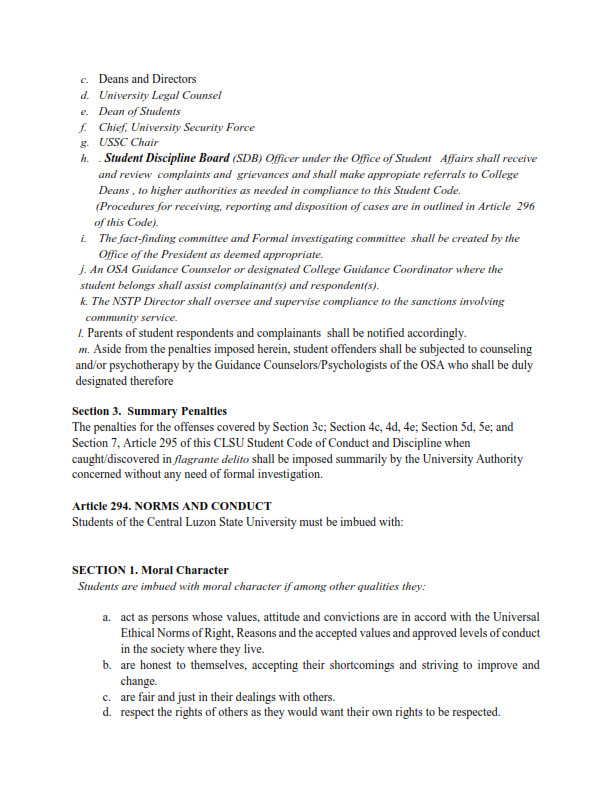 c. Deans and Directors
d. University Legal Counsel
e. Dean of Students
f. Chief, University Security Force
g. USSC Chair
h. . Student Discipline Board (SDB) Officer under the Office of Student Affairs shall receive
and review complaints and grievances and shall make appropiate referrals to College
Deans , to higher authorities as needed in compliance to this Student Code.
(Procedures for receiving, reporting and disposition of cases are in outlined in Article 296
of this Code).
i. The fact-finding committee and Formal investigating committee shall be created by the
Office of the President as deemed appropriate.
j. An OSA Guidance Counselor or designated College Guidance Coordinator where the
student belongs shall assist complainant(s) and respondent(s).
k. The NSTP Director shall oversee and supervise compliance to the sanctions involving
community service.
l. Parents of student respondents and complainants shall be notified accordingly.
m. Aside from the penalties imposed herein, student offenders shall be subjected to counseling
and/or psychotherapy by the Guidance Counselors/Psychologists of the OSA who shall be duly
designated therefore
Section 3. Summary Penalties
The penalties for the offenses covered by Section 3c; Section 4c, 4d, 4e; Section 5d, 5e; and
Section 7, Article 295 of this CLSU Student Code of Conduct and Discipline when
caught/discovered in flagrante delito shall be imposed summarily by the University Authority
concerned without any need of formal investigation.
Article 294. NORMS AND CONDUCT
Students of the Central Luzon State University must be imbued with:
SECTION 1. Moral Character
Students are imbued with moral character if among other qualities they:
a. act as persons whose values, attitude and convictions are in accord with the Universal
Ethical Norms of Right, Reasons and the accepted values and approved levels of conduct
in the society where they live.
b. are honest to themselves, accepting their shortcomings and striving to improve and
change.
c. are fair and just in their dealings with others.
d. respect the rights of others as they would want their own rights to be respected.